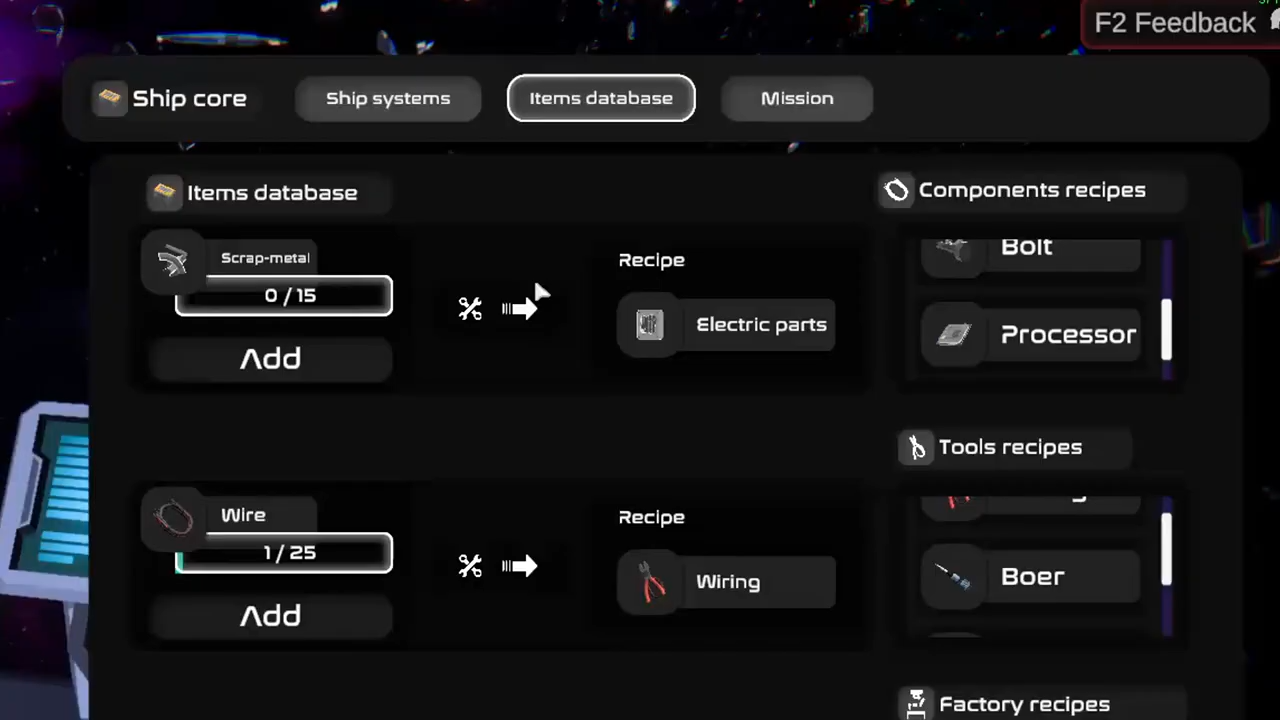 F2 Feedback
Ship core
Ship systems
Items database
Mission
Items database
Components recipes
Scrap-metal
0 / 15
Add
Recipe
Electric parts
Bolt
Processor
Tools recipes
Wire
1 / 25
Add
Recipe
Wiring
Boer
Factory recipes